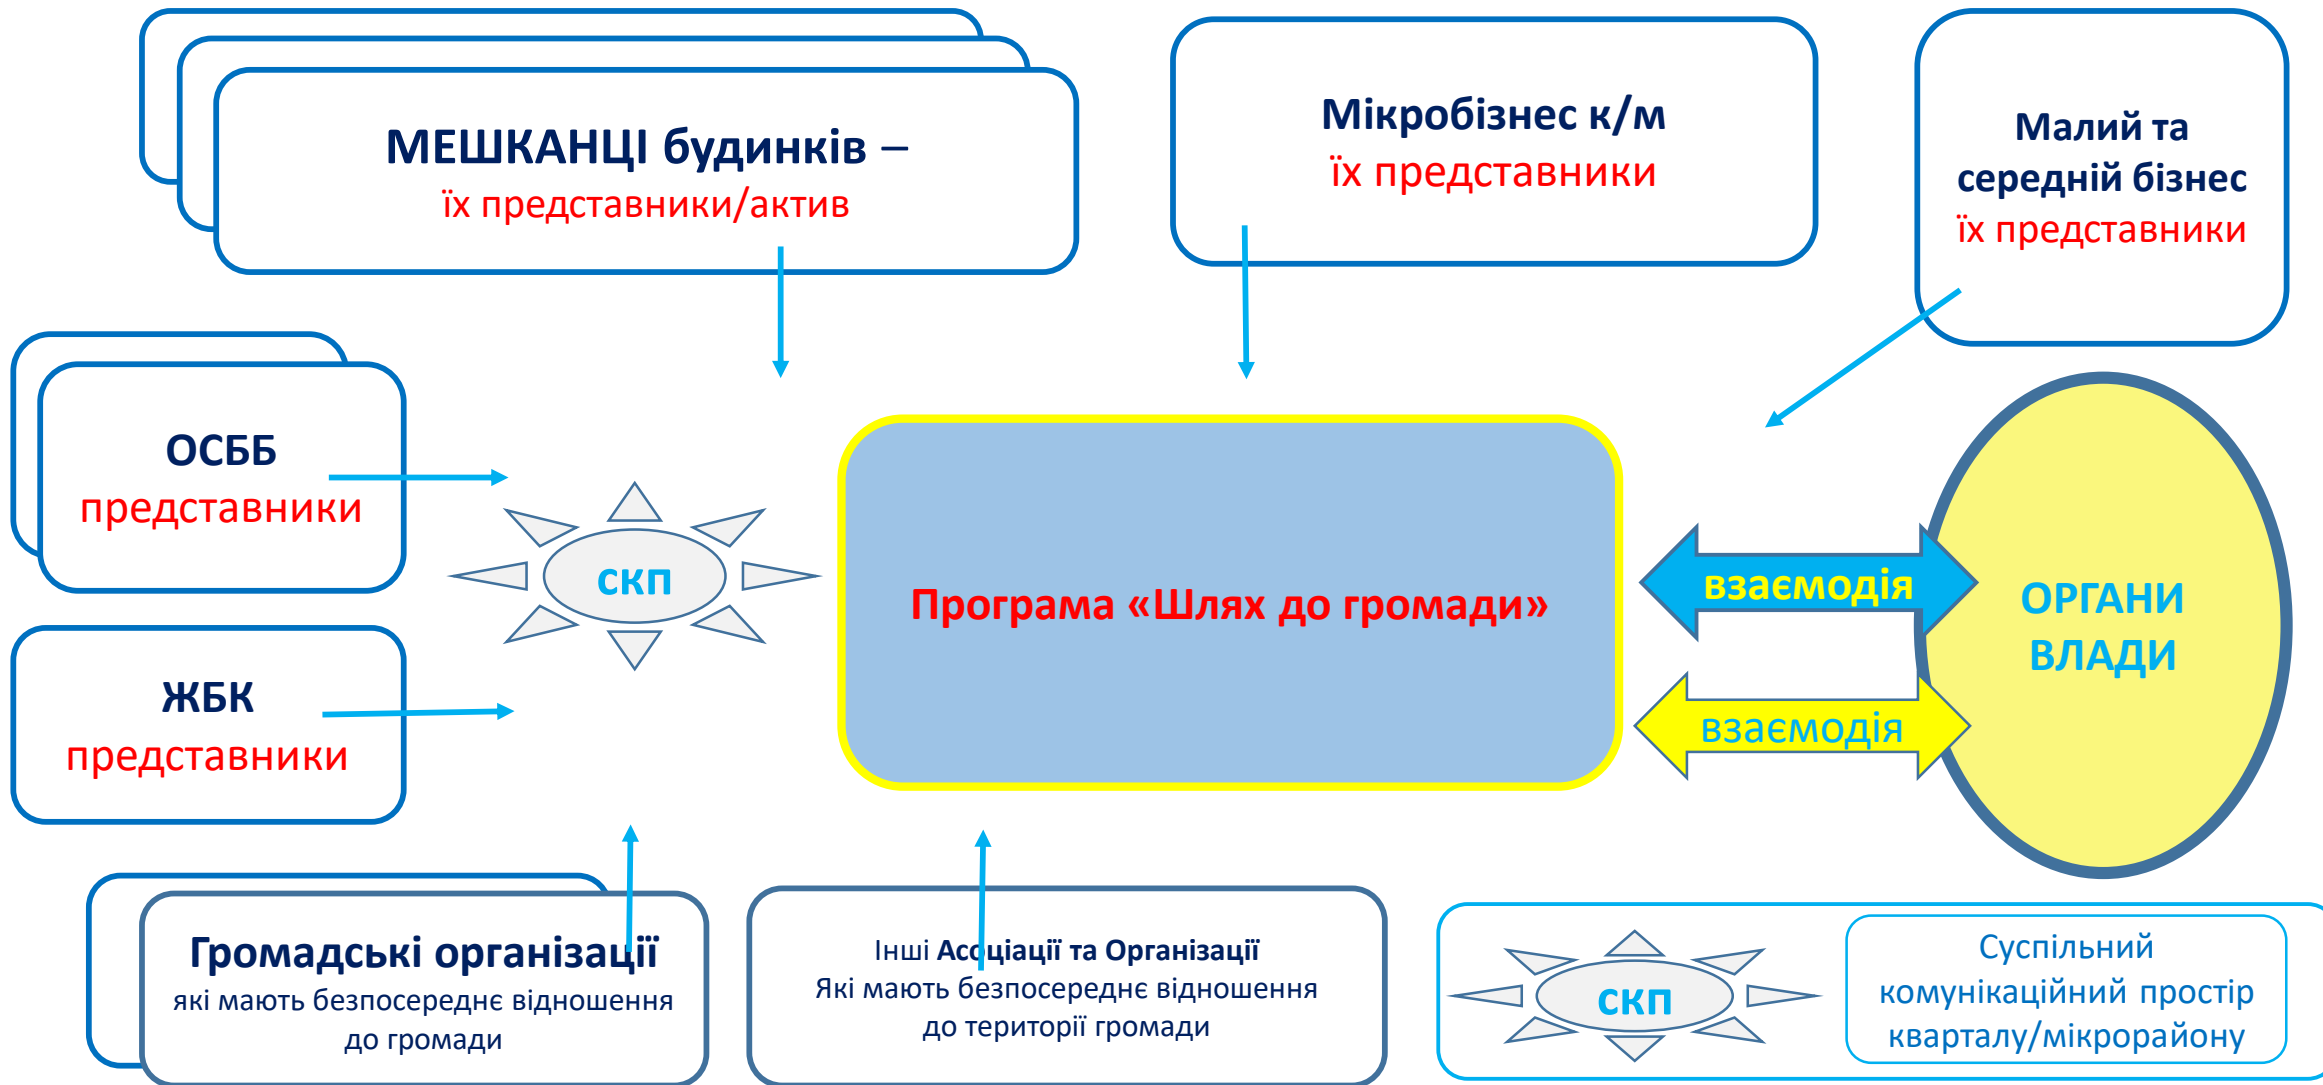 МЕШКАНЦІ будинків –
їх представники/актив
Мікробізнес к/м
їх представники
Малий та
середній бізнес
їх представники
ОСББ
представники
скп
Програма «Шлях до громади»
взаємодія
взаємодія
ОРГАНИ
ВЛАДИ
ЖБК
представники
Громадські організації
які мають безпосереднє відношення
до громади
Інші Асоціації та Організації
Які мають безпосереднє відношення
до території громади
скп
Суспільний
комунікаційний простір
кварталу/мікрорайону